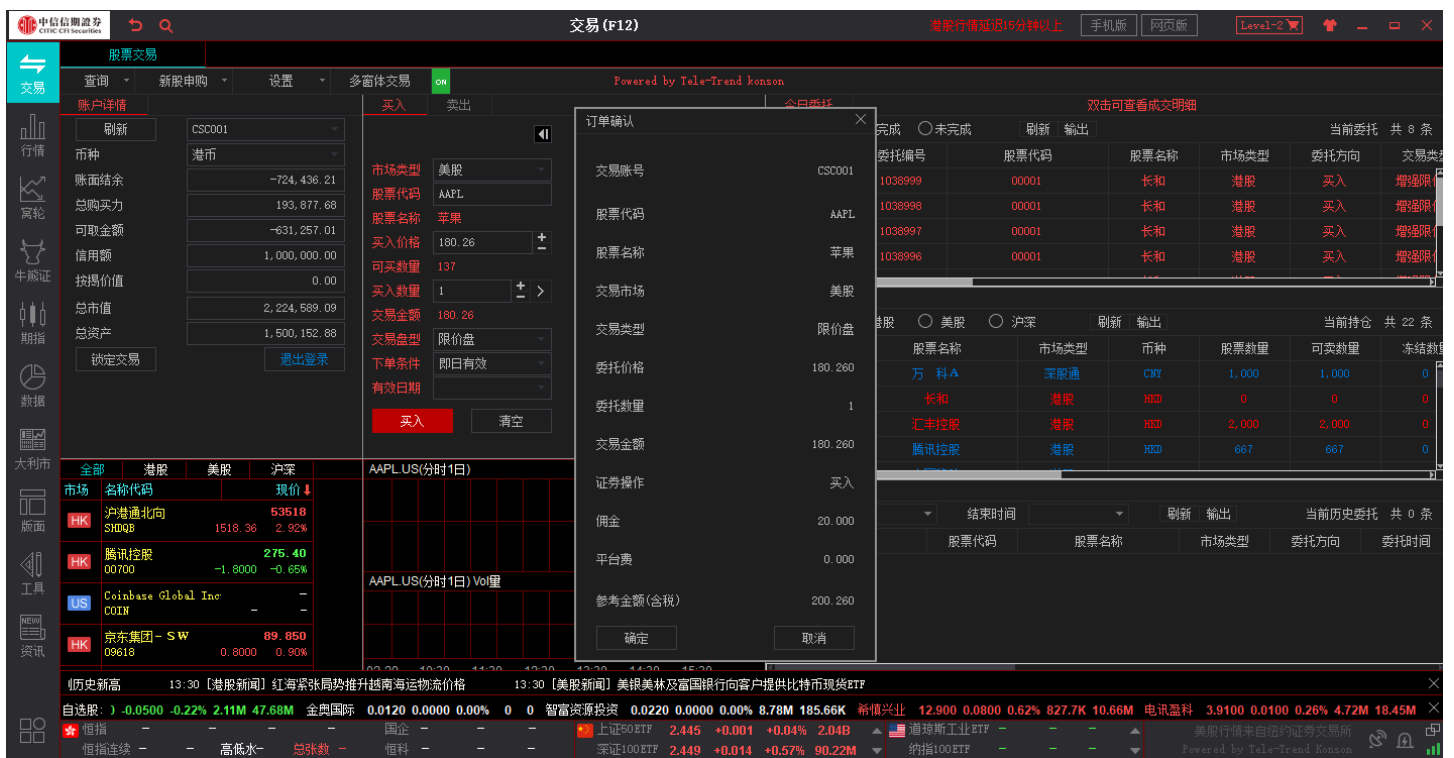 中信信期證券
CITIC CFI Securities
交易(F12)
港股行情延迟15分钟以上
手机版
网页版
Level-2
交易
行情
窝轮
牛熊证
期指
数据
大利市
版面
工具
资讯
股票交易
查询
新股申购
设置
多窗体交易
ON
Powered by Tele-Trend konson
账户详情
刷新 CSC001
币种 港币
账面结余 -724,436.21
总购买力 193,877.68
可取金额 -631,257.01
信用额 1,000,000.00
按揭价值 0.00
总市值 2,224,589.09
总资产 1,500,152.88
锁定交易 退出登录
买入 卖出
市场类型 美股
股票代码 AAPL
股票名称 苹果
买入价格 180.26
可买数量 137
买入数量 1
交易金额 180.26
交易盘型 限价盘
下单条件 即日有效
有效日期
买入 清空
订单确认
交易账号 CSC001
股票代码 AAPL
股票名称 苹果
交易市场 美股
交易类型 限价盘
委托价格 180.260
委托数量 1
交易金额 180.260
证券操作 买入
佣金 20.000
平台费 0.000
参考金额(含税) 200.260
确定 取消
今日委托 双击可查看成交明细
完成 未完成 刷新 输出 当前委托 共 8 条
委托编号 股票代码 股票名称 市场类型 委托方向 交易类型
1038999 00001 长和 港股 买入 增强限价
1038998 00001 长和 港股 买入 增强限价
1038997 00001 长和 港股 买入 增强限价
1038996 00001 长和 港股 买入 增强限价
港股 美股 沪深 刷新 输出 当前持仓 共 22 条
股票名称 市场类型 币种 股票数量 可卖数量 冻结数量
万 科A 深股通 CNY 1,000 1,000 0
长和 港股 HKD 0 0 0
汇丰控股 港股 HKD 2,000 2,000 0
腾讯控股 港股 HKD 667 667 0
结束时间 刷新 输出 当前历史委托 共 0 条
股票代码 股票名称 市场类型 委托方向 委托时间
全部 港股 美股 沪深
市场 名称代码 现价
HK 沪港通北向 53518
SHDQB 1518.36 2.92%
HK 腾讯控股 275.40
00700 -1.8000 -0.65%
US Coinbase Global Inc -
COIN - -
HK 京东集团-SW 89.850
09618 0.8000 0.90%
AAPL.US(分时1日)
AAPL.US(分时1日) Vol量
历史新高 13:30 [港股新闻] 红海紧张局势推升越南海运物流价格 13:30 [美股新闻] 美银美林及富国银行向客户提供比特币现货ETF
自选股: ) -0.0500 -0.22% 2.11M 47.68M 金奥国际 0.0120 0.0000 0.00% 0 0 智富资源投资 0.0220 0.0000 0.00% 8.78M 185.66K 希慎兴业 12.900 0.0800 0.62% 827.7K 10.66M 电讯盈科 3.9100 0.0100 0.26% 4.72M 18.45M
恒指 - - - 国企 - - - 上证50ETF 2.445 +0.001 +0.04% 2.04B 道琼斯工业ETF - - - 美股行情来自纽约证券交易所
恒指连续 - 高低水- 总张数 - 恒科 - - - 深证100ETF 2.449 +0.014 +0.57% 90.22M 纳指100ETF - - - Powered by Tele-Trend Konson